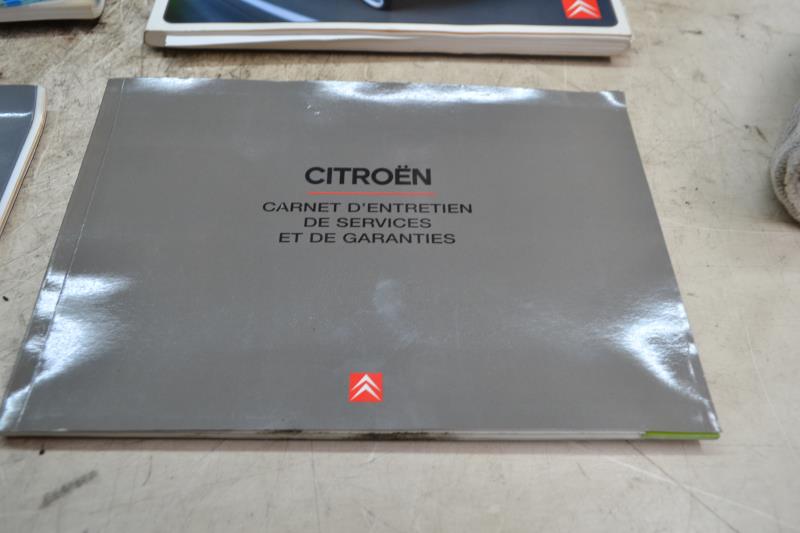 CITROËN
CARNET D'ENTRETIEN
DE SERVICES
ET DE GARANTIES